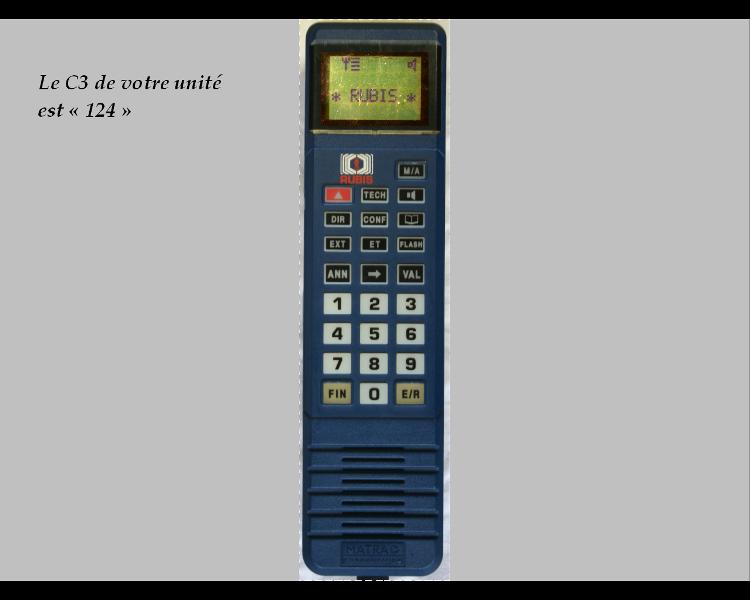 Le C3 de votre unité
est « 124 »
* RUBIS *
RUBIS
M/A
TECH
DIR CONF
EXT ET FLASH
ANN VAL
1 2 3
4 5 6
7 8 9
FIN 0 E/R
MATRA